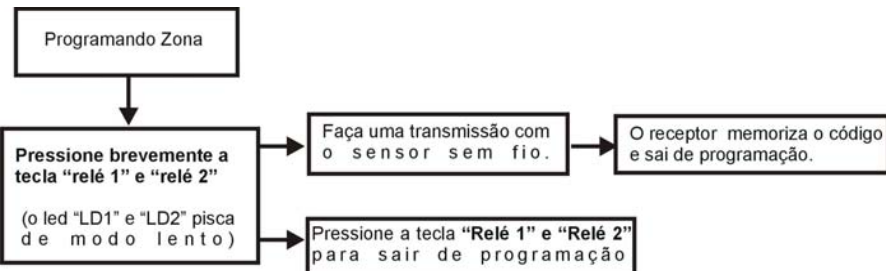 Programando Zona
Pressione brevemente a
tecla “relé 1” e “relé 2”
(o led “LD1” e “LD2” pisca
de modo lento)
Faça uma transmissão com
o sensor sem fio.
O receptor memoriza o código
e sai de programação.
Pressione a tecla “Relé 1” e “Relé 2”
para sair de programação